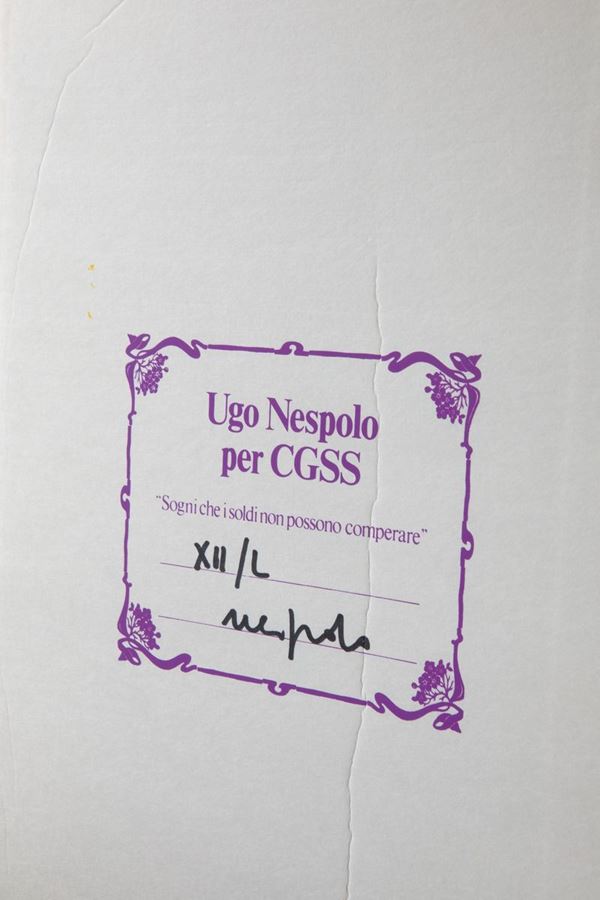 Ugo Nespolo
per CGSS
"Sogni che i soldi non possono comperare"
XII/L
nespolo